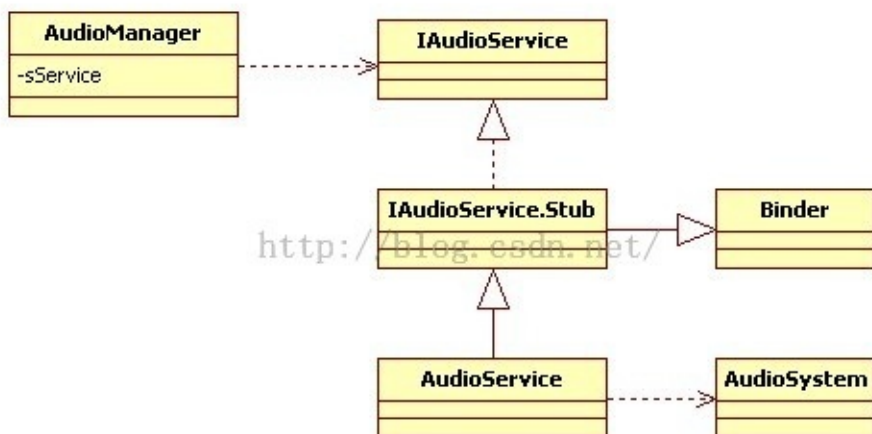 AudioManager
-sService
IAudioService
IAudioService.Stub
Binder
http://blog.csdn.net/
AudioService
AudioSystem